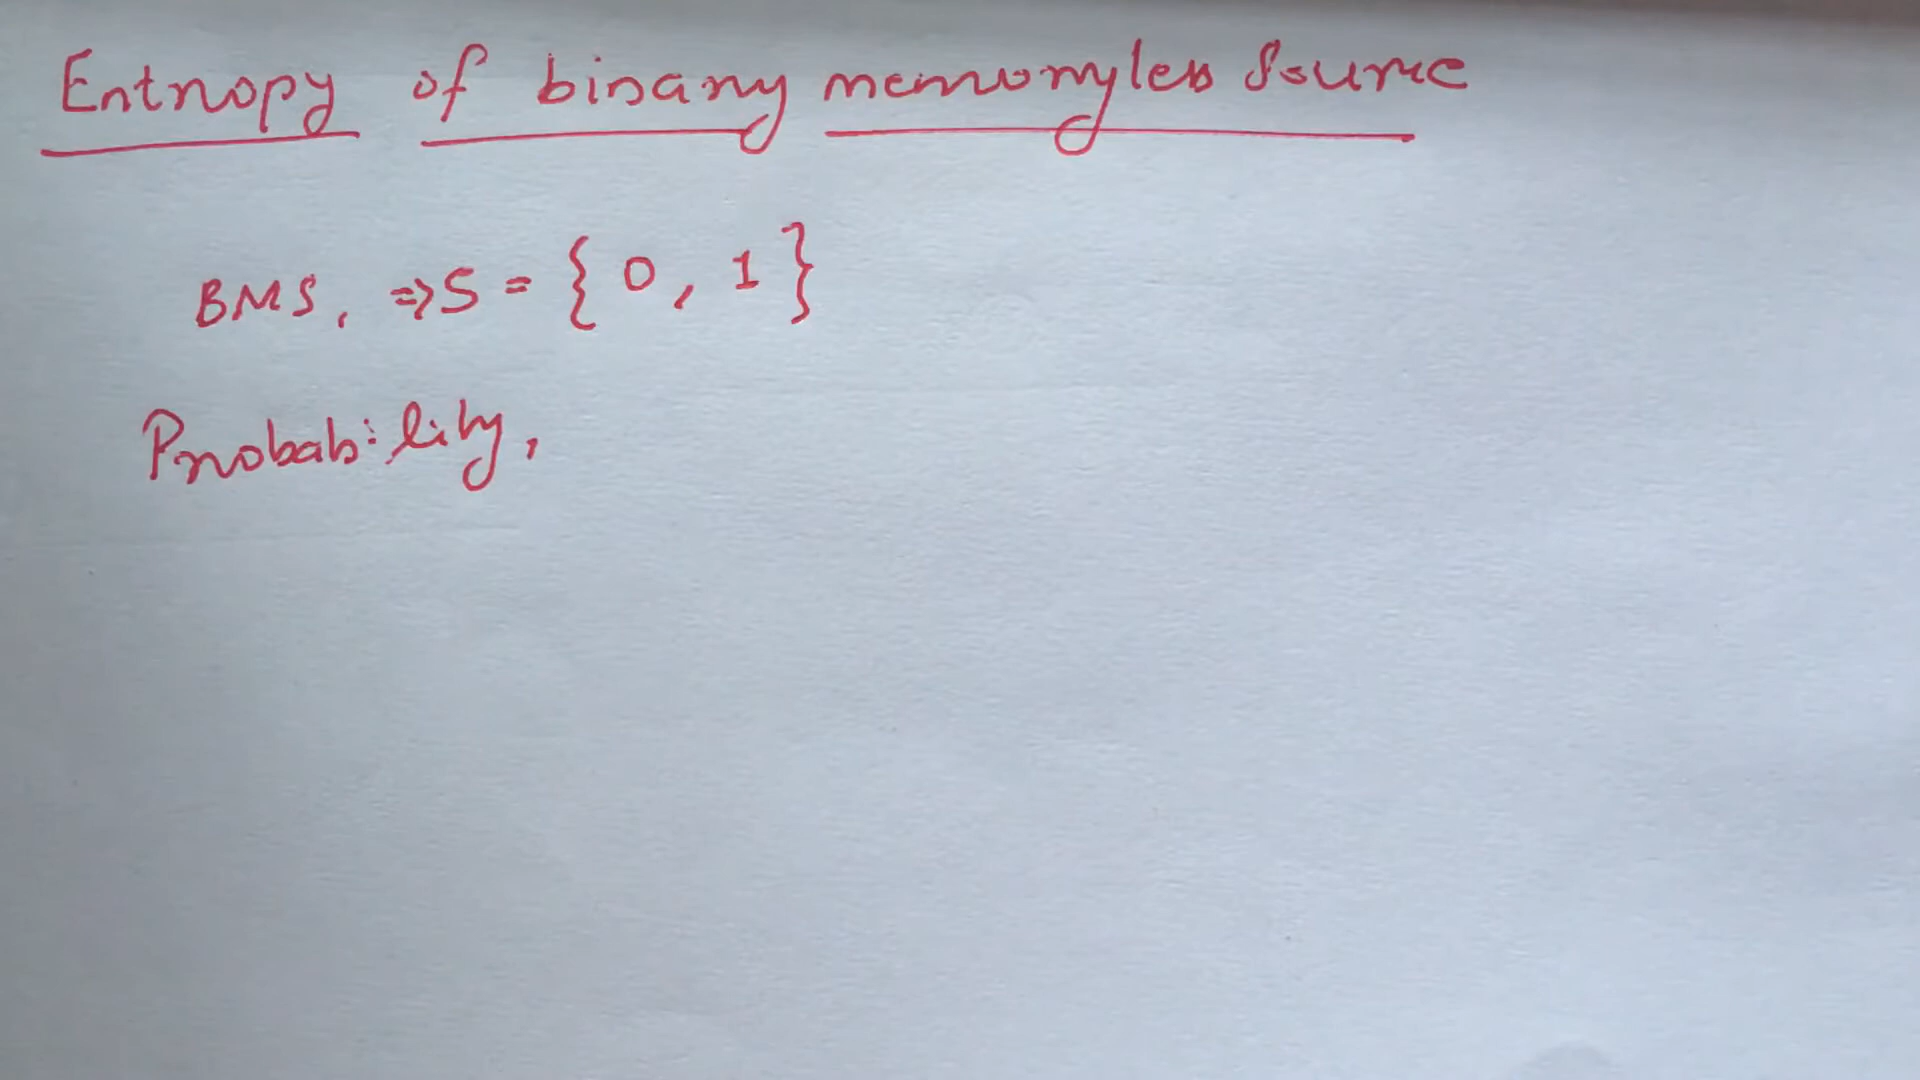 Entropy of binary memoryless source
BMS, => S = { 0, 1 }
Probability,